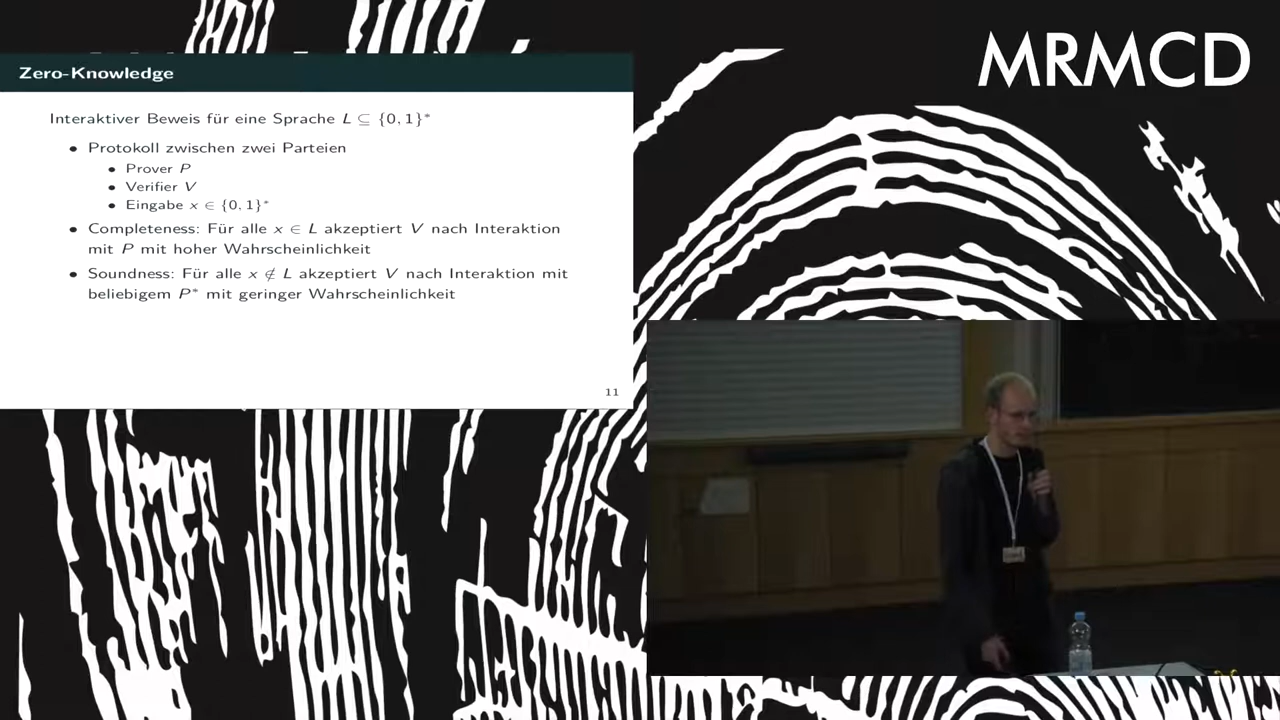 MRMCD
Zero-Knowledge
Interaktiver Beweis für eine Sprache L ⊆ {0, 1}*
• Protokoll zwischen zwei Parteien
• Prover P
• Verifier V
• Eingabe x ∈ {0, 1}*
• Completeness: Für alle x ∈ L akzeptiert V nach Interaktion
mit P mit hoher Wahrscheinlichkeit
• Soundness: Für alle x ∉ L akzeptiert V nach Interaktion mit
beliebigem P* mit geringer Wahrscheinlichkeit
11